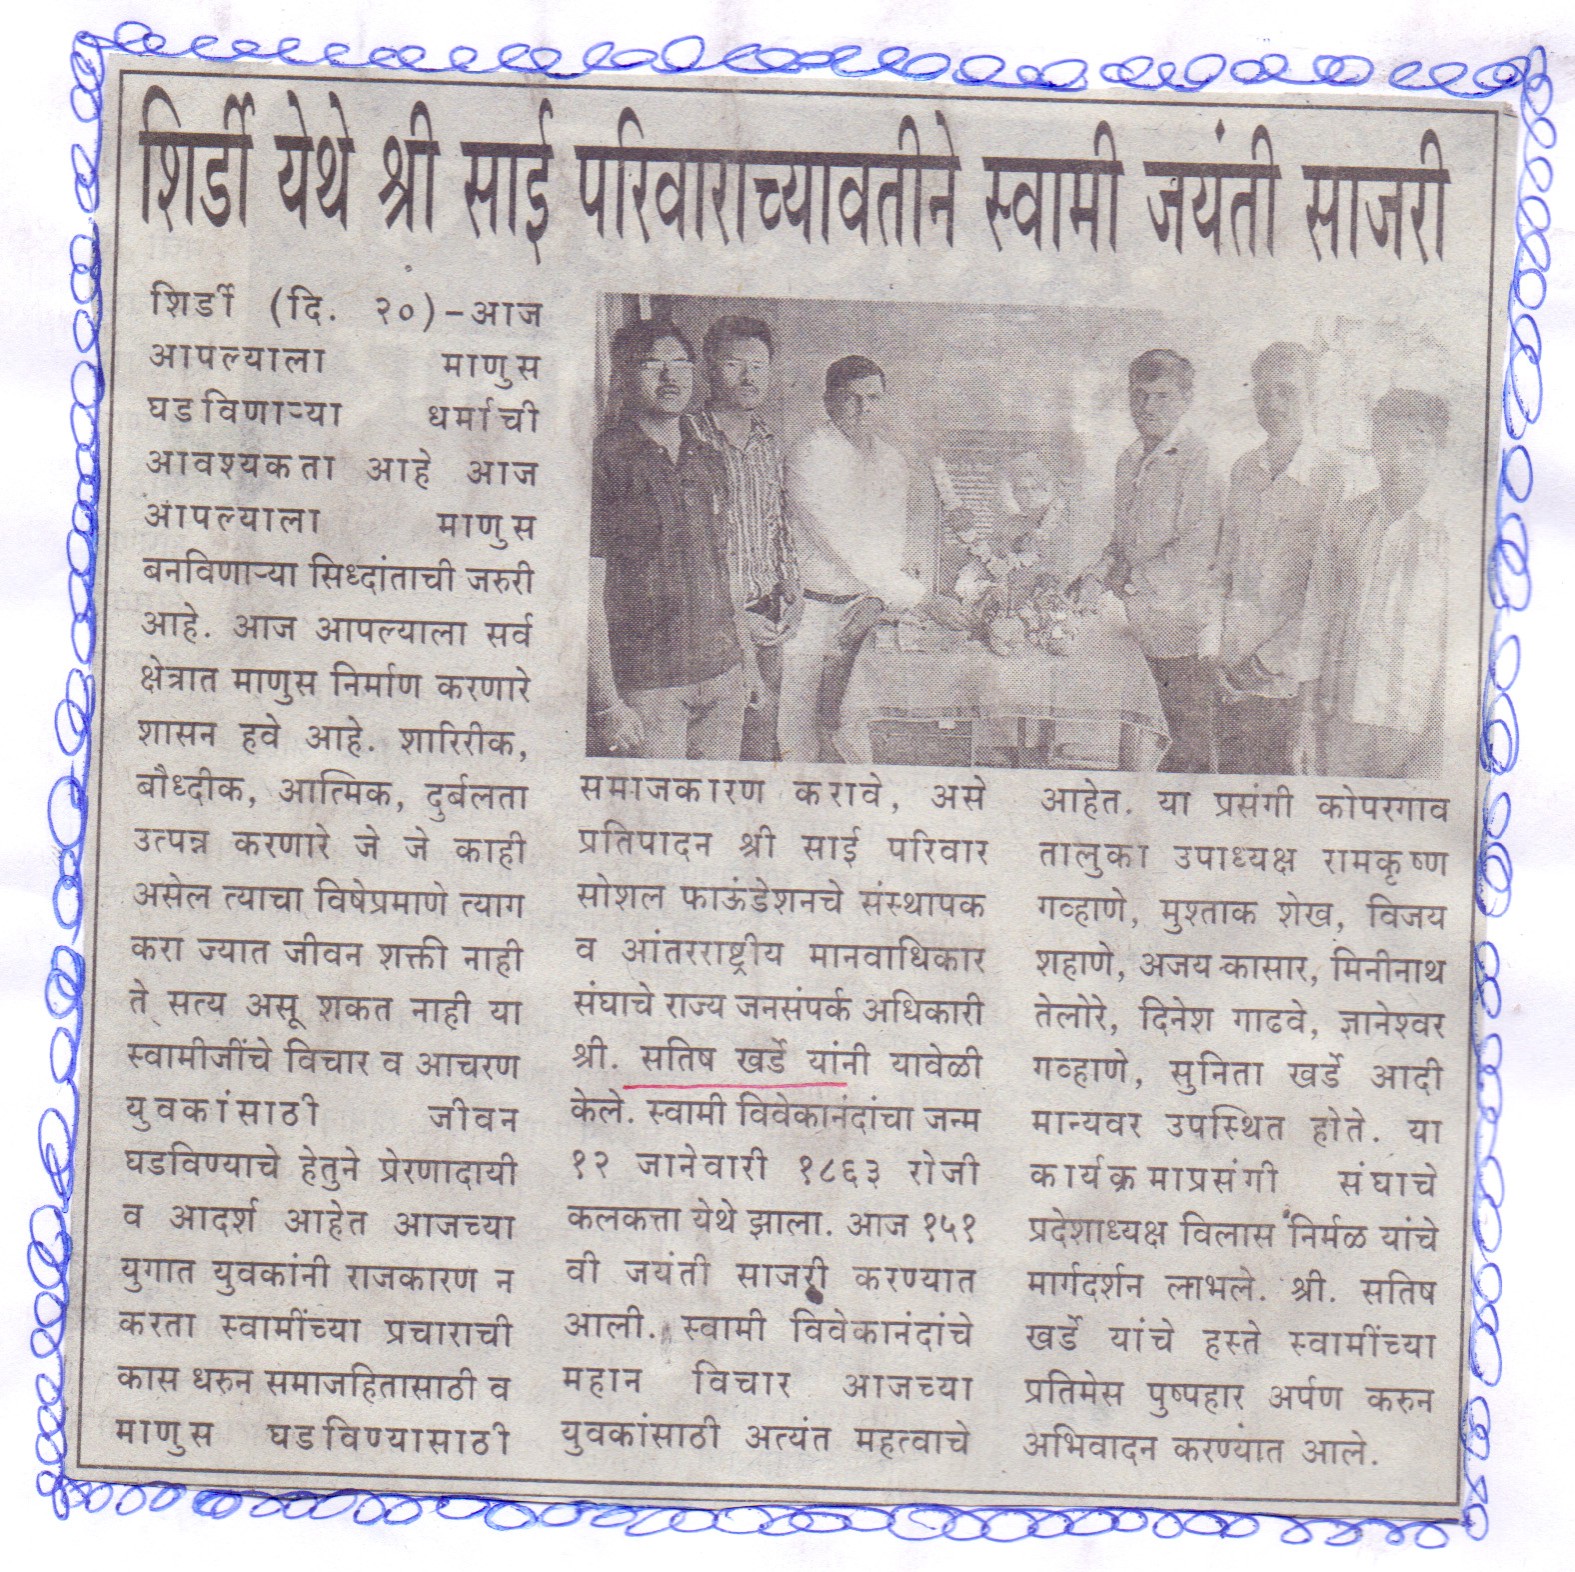 शिर्डी येथे श्री साई परिवाराच्यावतीने स्वामी जयंती साजरी
शिर्डी (दि. २०)-आज
आपल्याला माणुस
घडविणाऱ्या धर्माची
आवश्यकता आहे आज
आपल्याला माणुस
बनविणाऱ्या सिध्दांताची जरुरी
आहे. आज आपल्याला सर्व
क्षेत्रात माणुस निर्माण करणारे
शासन हवे आहे. शारिरीक,
बौध्दीक, आत्मिक, दुर्बलता
उत्पन्न करणारे जे जे काही
असेल त्याचा विषेप्रमाणे त्याग
करा ज्यात जीवन शक्ती नाही
ते सत्य असू शकत नाही या
स्वामीजींचे विचार व आचरण
युवकांसाठी जीवन
घडविण्याचे हेतुने प्रेरणादायी
व आदर्श आहेत आजच्या
युगात युवकांनी राजकारण न
करता स्वामींच्या प्रचाराची
कास धरुन समाजहितासाठी व
माणुस घडविण्यासाठी
समाजकारण करावे, असे
प्रतिपादन श्री साई परिवार
सोशल फाऊंडेशनचे संस्थापक
व आंतरराष्ट्रीय मानवाधिकार
संघाचे राज्य जनसंपर्क अधिकारी
श्री. सतिष खर्डे यांनी यावेळी
केले. स्वामी विवेकानंदांचा जन्म
१२ जानेवारी १८६३ रोजी
कलकत्ता येथे झाला. आज १५१
वी जयंती साजरी करण्यात
आली. स्वामी विवेकानंदांचे
महान विचार आजच्या
युवकांसाठी अत्यंत महत्वाचे
आहेत. या प्रसंगी कोपरगाव
तालुका उपाध्यक्ष रामकृष्ण
गव्हाणे, मुश्ताक शेख, विजय
शहाणे, अजय कासार, मिनीनाथ
तेलोरे, दिनेश गाढवे, ज्ञानेश्वर
गव्हाणे, सुनिता खर्डे आदी
मान्यवर उपस्थित होते. या
कार्यक्रमाप्रसंगी संघाचे
प्रदेशाध्यक्ष विलास निर्मळ यांचे
मार्गदर्शन लाभले. श्री. सतिष
खर्डे यांचे हस्ते स्वामींच्या
प्रतिमेस पुष्पहार अर्पण करुन
अभिवादन करण्यात आले.